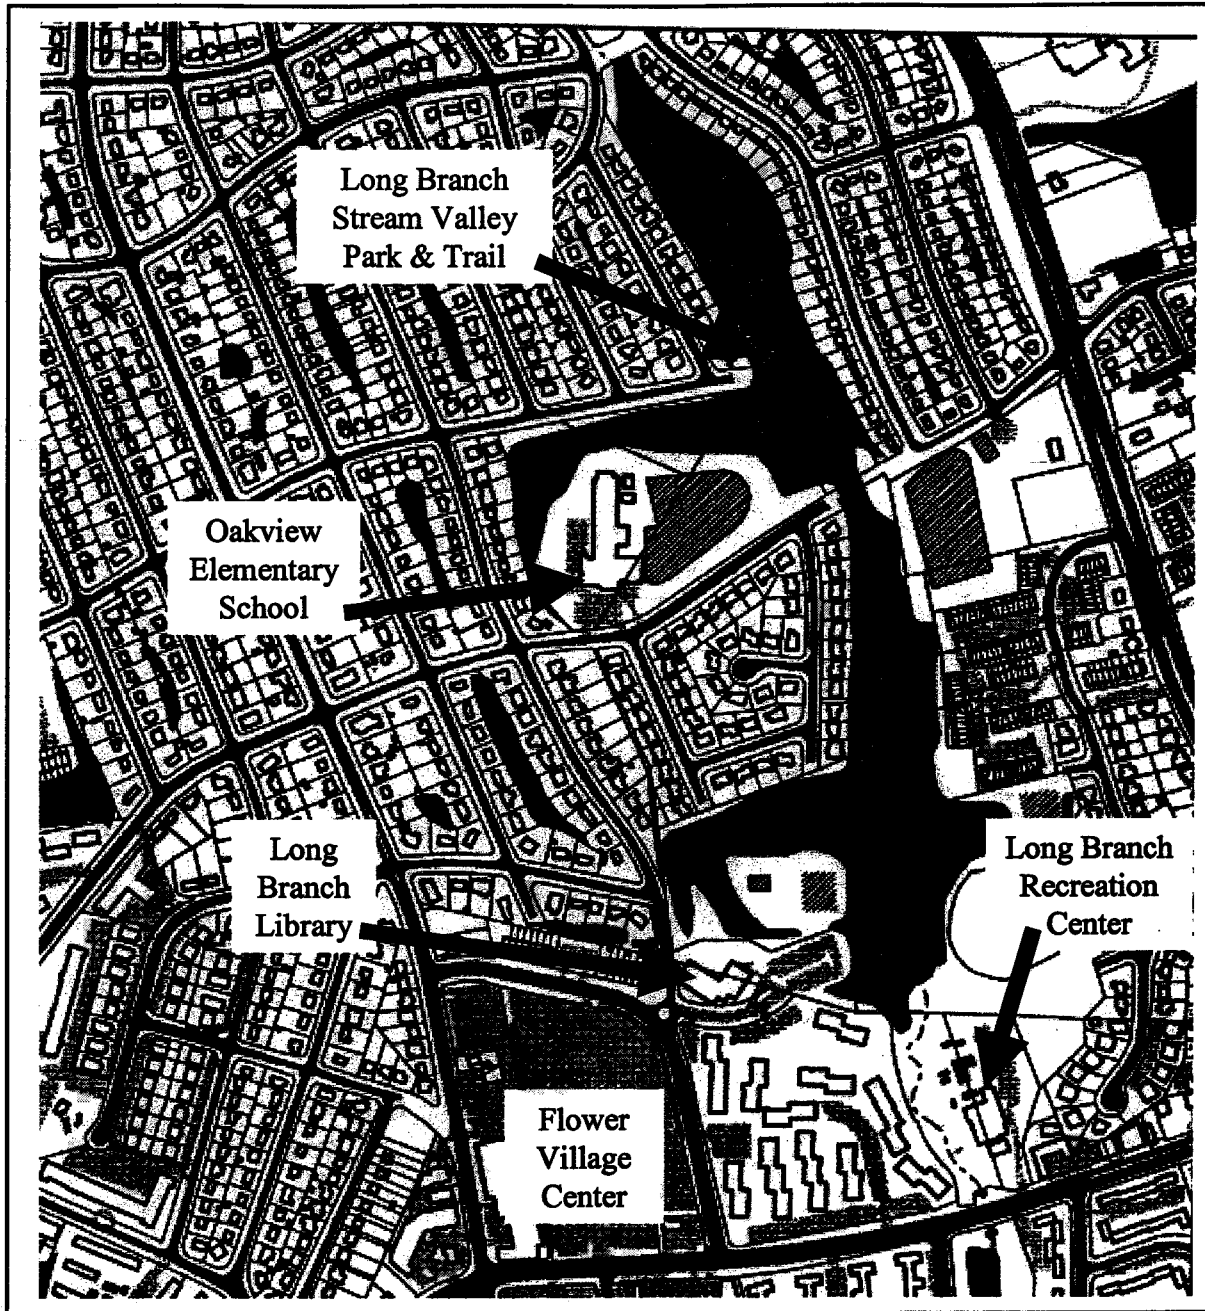 Long Branch
Stream Valley
Park & Trail
Oakview
Elementary
School
Long
Branch
Library
Long Branch
Recreation
Center
Flower
Village
Center